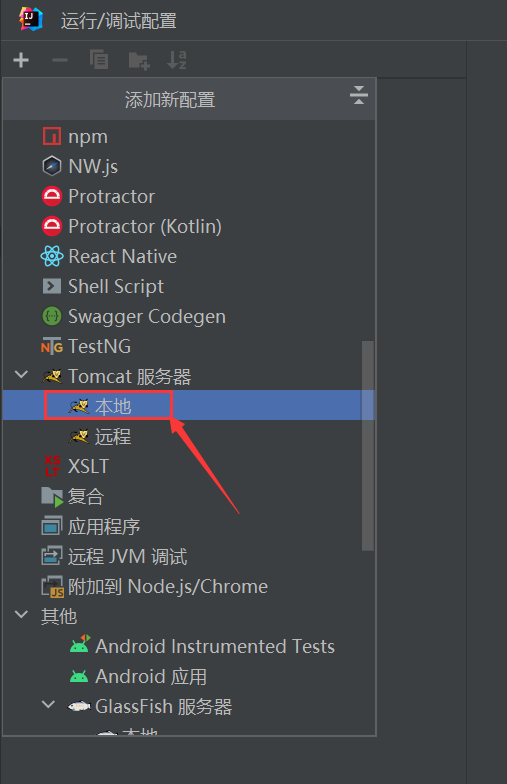 运行/调试配置
添加新配置
npm
NW.js
Protractor
Protractor (Kotlin)
React Native
Shell Script
Swagger Codegen
TestNG
Tomcat 服务器
本地
远程
XSLT
复合
应用程序
远程 JVM 调试
附加到 Node.js/Chrome
其他
Android Instrumented Tests
Android 应用
GlassFish 服务器
本地